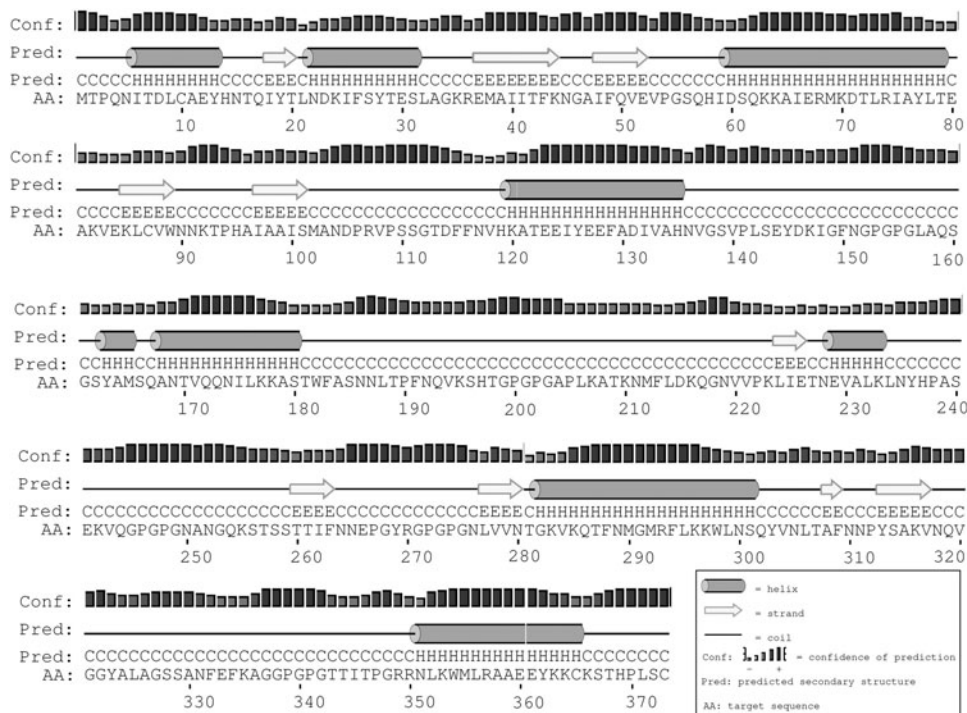 Conf:
Pred:
Pred: CCCCCHHHHHHHHCCCCEEECHHHHHHHHHHCCCCCEEEEEEEECCCEEEEECCCCCCCHHHHHHHHHHHHHHHHHHHHC
AA: MTPQNITDLCAEYHNTQIYTLNDKIFSYTESLAGKREMAIITFKNGAIFQVEVPGSQHIDSQKKAIERMKDTLRIAYLTE
10 20 30 40 50 60 70 80
Conf:
Pred:
Pred: CCCCEEEEECCCCCCCEEEEECCCCCCCCCCCCCCCCCCHHHHHHHHHHHHHHHHCCCCCCCCCCCCCCCCCCCCCCCCC
AA: AKVEKLCVWNNKTPHAIAAISMANDPRVPSSGTDFFNVHKATEEIYEEFADIVAHNVGSVPLSEYDKIGFNGPGPGLAQS
90 100 110 120 130 140 150 160
Conf:
Pred:
Pred: CCHHHCCHHHHHHHHHHHHHCCCCCCCCCCCCCCCCCCCCCCCCCCCCCCCCCCCCCCCCCCCEEECCHHHHHCCCCCCC
AA: GSYAMSQANTVQQNILKKASTWFASNNLTPFNQVKSHTGPGPGAPLKATKNMFLDKQGNVVPKLIETNEVALKLNYHPAS
170 180 190 200 210 220 230 240
Conf:
Pred:
Pred: CCCCCCCCCCCCCCCCCCCEEEECCCCCCCCCCCCCEEEECHHHHHHHHHHHHHHHHHHHHCCCCCCEECCCEEEEECCC
AA: EKVQGPGPGNANGQKSTSSTTIFNNEPGYRGPGPGNLVVNTGKVKQTFNMGMRFLKKWLNSQYVNLTAFNNPYSAKVNQV
250 260 270 280 290 300 310 320
Conf:
Pred:
Pred: CCCCCCCCCCCCCCCCCCCCCCCCCCCCCCHHHHHHHHHHHHHHHCCCCCCCC
AA: GGYALAGSSANFEFKAGGPGPGTTITPGRRNLKWMLRAAEEYKKCKSTHPLSC
330 340 350 360 370
= helix
= strand
= coil
Conf: - + = confidence of prediction
Pred: predicted secondary structure
AA: target sequence